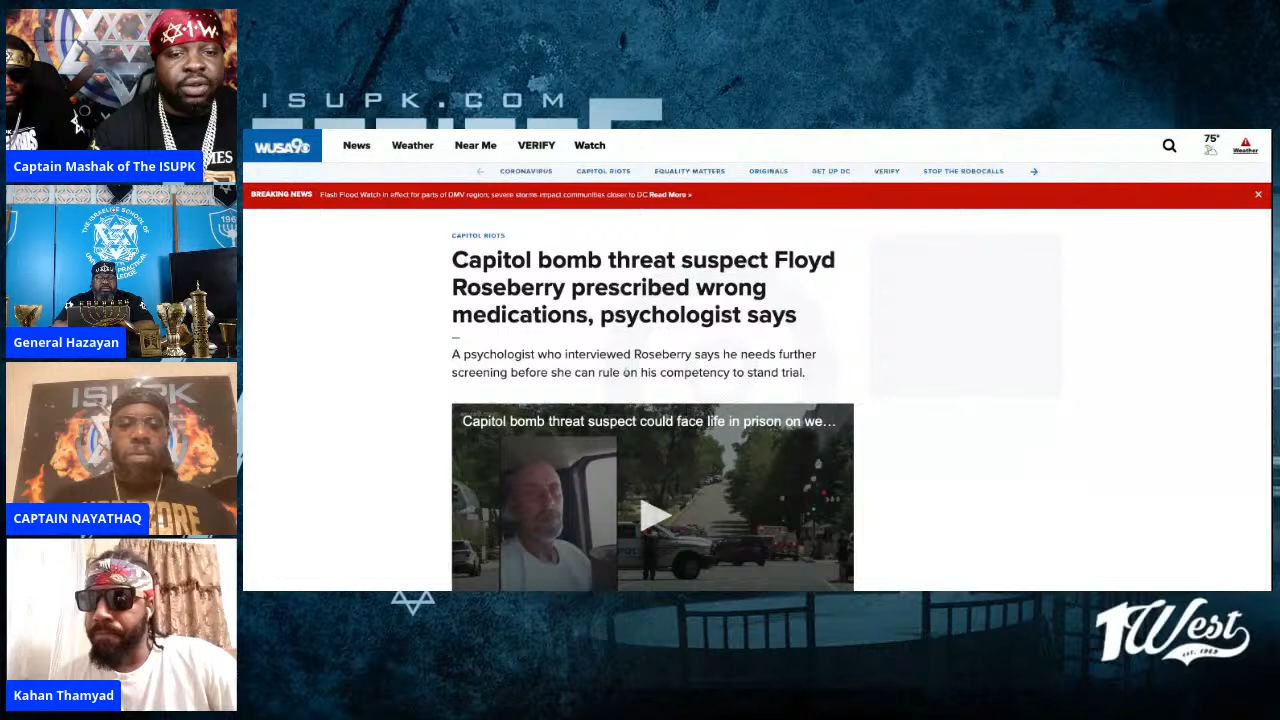 Captain Mashak of The ISUPK
General Hazayan
ISUPK
CAPTAIN NAYATHAQ
Kahan Thamyad
ISUPK.COM
WUSA9
News
Weather
Near Me
VERIFY
Watch
75°
Weather
CORONAVIRUS
CAPITOL RIOTS
EQUALITY MATTERS
ORIGINALS
GET UP DC
VERIFY
STOP THE ROBOCALLS
BREAKING NEWS Flash Flood Watch in effect for parts of DMV region; severe storms impact communities closer to DC Read More »
CAPITOL RIOTS
Capitol bomb threat suspect Floyd
Roseberry prescribed wrong
medications, psychologist says
A psychologist who interviewed Roseberry says he needs further
screening before she can rule on his competency to stand trial.
Capitol bomb threat suspect could face life in prison on we…
1West
EST. 1969